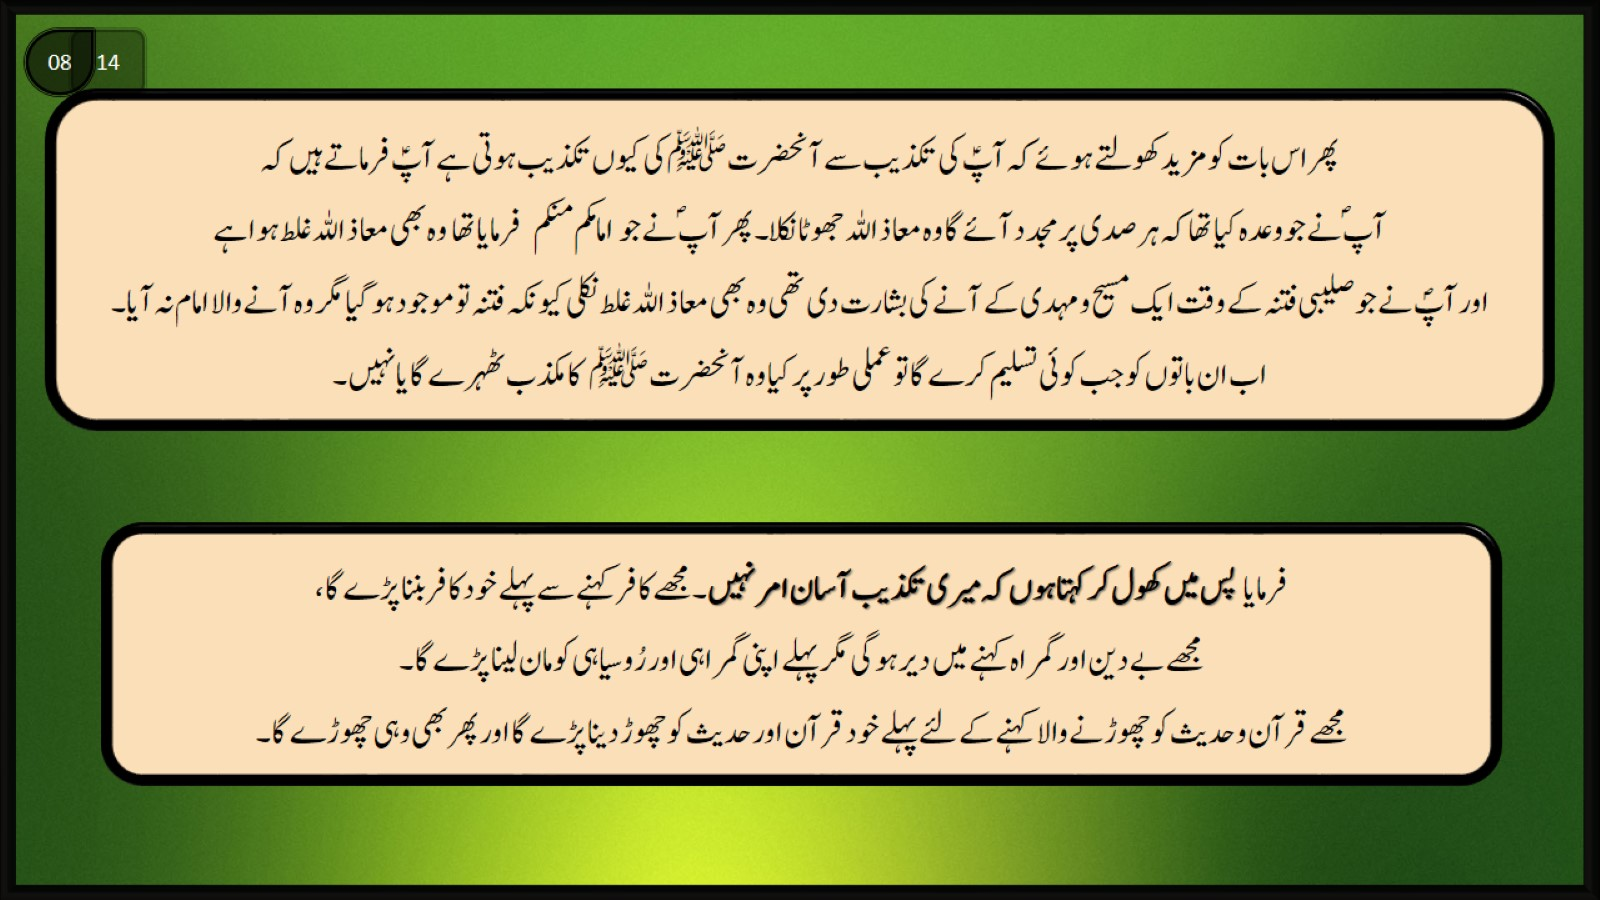 08 14
پھر اس بات کو مزید کھولتے ہوئے کہ آپؑ کی تکذیب سے آنحضرت ﷺ کی کیوں تکذیب ہوتی ہے آپؑ فرماتے ہیں کہ
آپؐ نے جو وعدہ کیا تھا کہ ہر صدی پر مجدد آئے گا وہ معاذ اللہ جھوٹا نکلا۔ پھر آپؐ نے جو امامکم منکم فرمایا تھا وہ بھی معاذ اللہ غلط ہوا ہے
اور آپؐ نے جو صلیبی فتنہ کے وقت ایک مسیح و مہدی کے آنے کی بشارت دی تھی وہ بھی معاذ اللہ غلط نکلی کیونکہ فتنہ تو موجود ہو گیا مگر وہ آنے والا امام نہ آیا۔
اب ان باتوں کو جب کوئی تسلیم کرے گا تو عملی طور پر کیا وہ آنحضرت ﷺ کا مکذب ٹھہرے گا یا نہیں۔
فرمایا پس میں کھول کر کہتا ہوں کہ میری تکذیب آسان امر نہیں۔ مجھے کافر کہنے سے پہلے خود کافر بننا پڑے گا،
مجھے بے دین اور گمراہ کہنے میں دیر ہو گی مگر پہلے اپنی گمراہی اور رُوسیاہی کو مان لینا پڑے گا۔
مجھے قرآن و حدیث کو چھوڑنے والا کہنے کے لئے پہلے خود قرآن اور حدیث کو چھوڑ دینا پڑے گا اور پھر بھی وہی چھوڑے گا۔